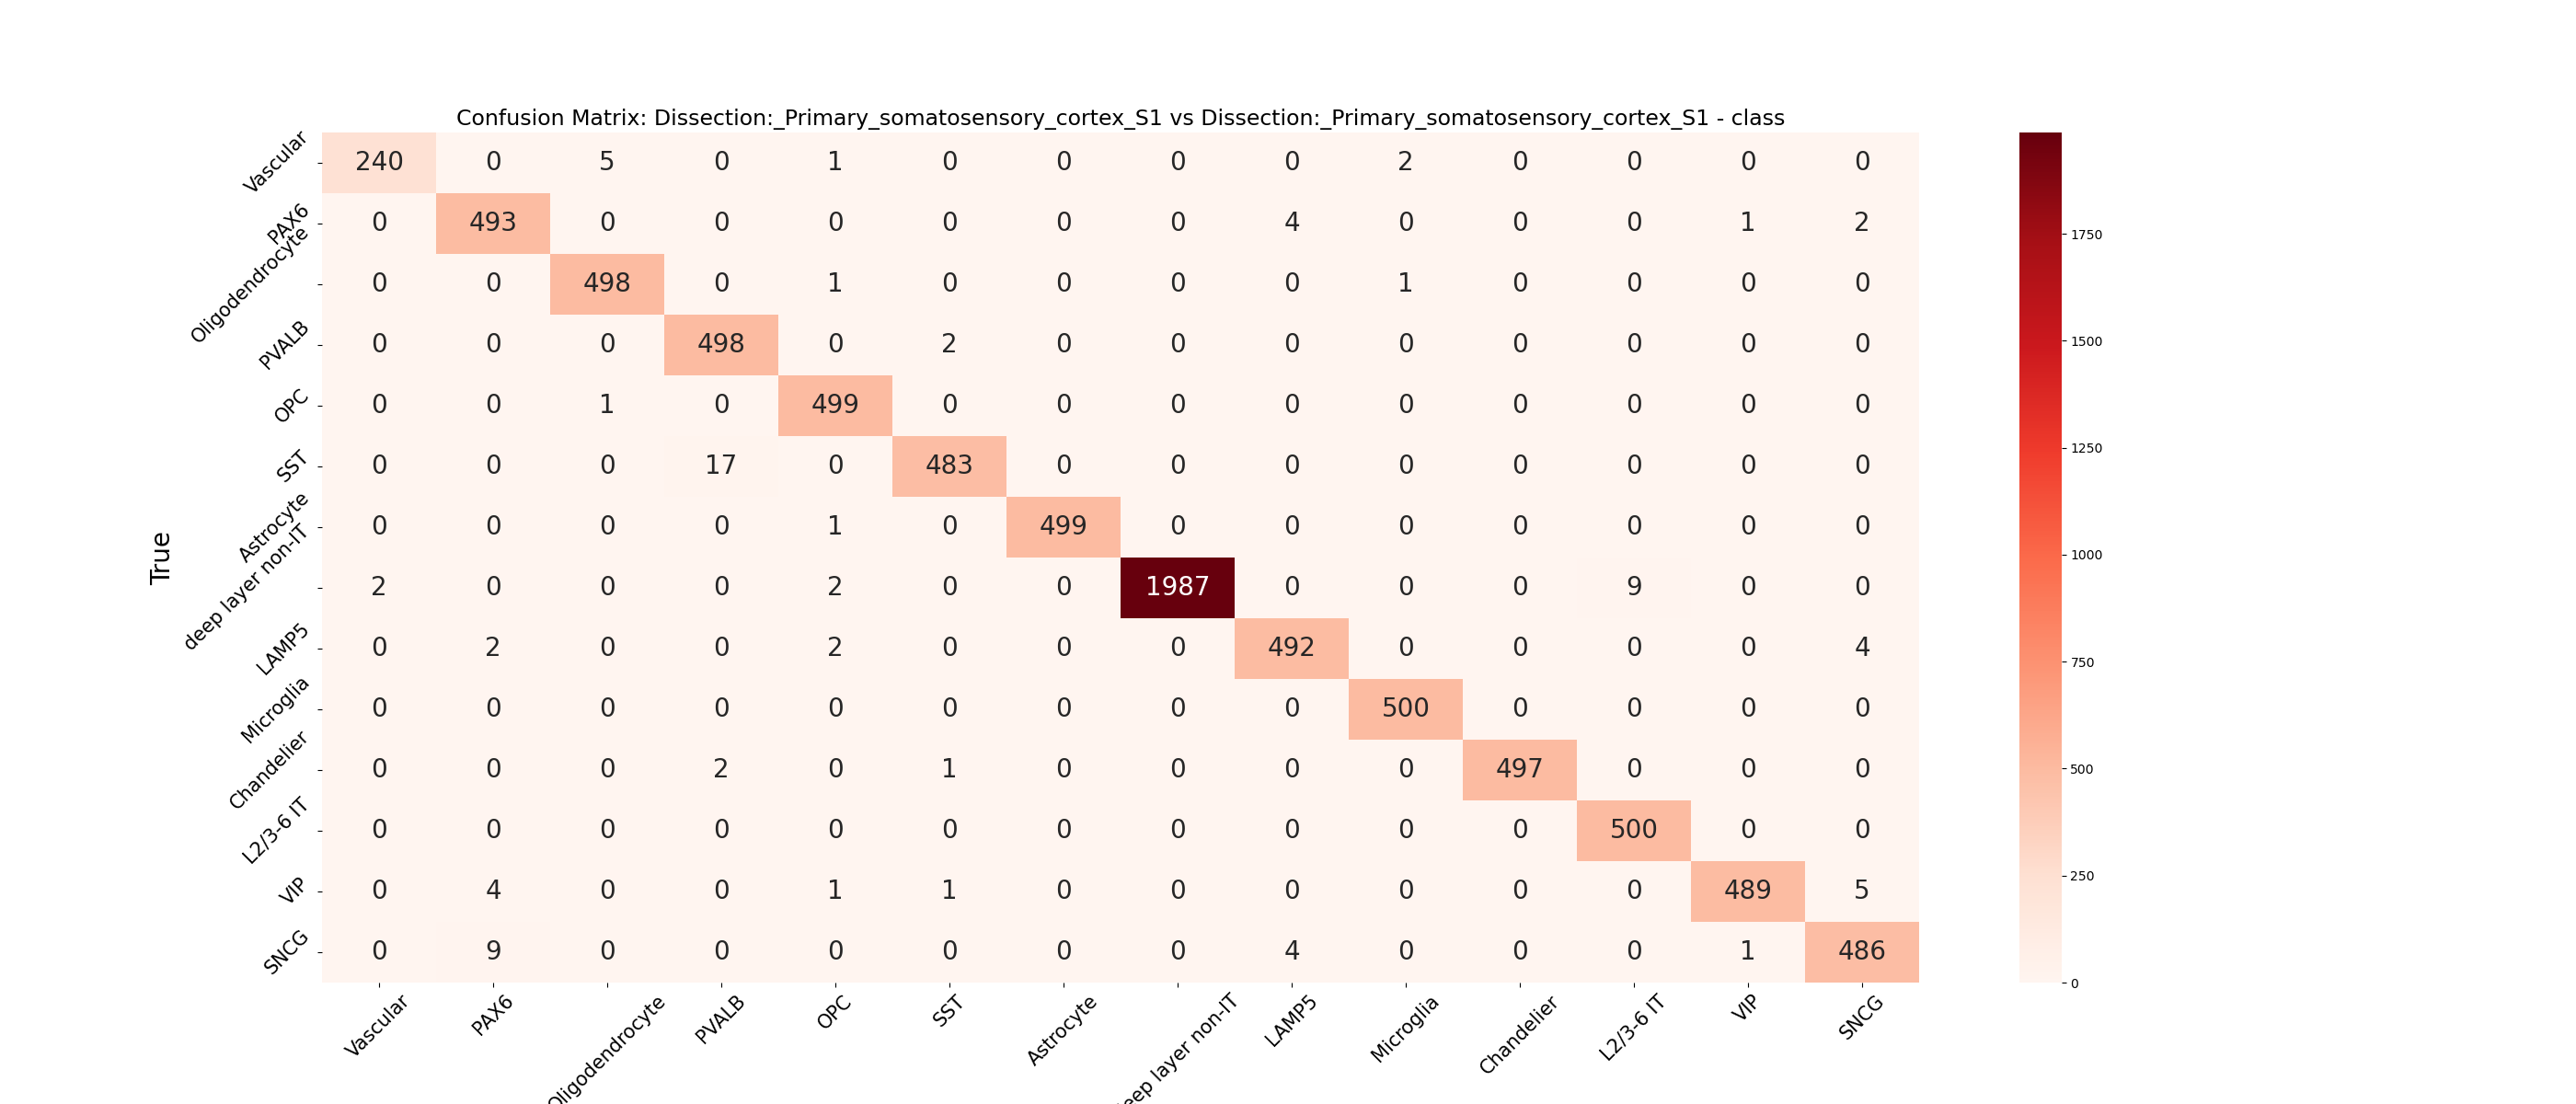 Confusion Matrix: Dissection:_Primary_somatosensory_cortex_S1 vs Dissection:_Primary_somatosensory_cortex_S1 - class
True
Vascular 240 0 5 0 1 0 0 0 0 2 0 0 0 0
PAX6 0 493 0 0 0 0 0 0 4 0 0 0 1 2
Oligodendrocyte 0 0 498 0 1 0 0 0 0 1 0 0 0 0
PVALB 0 0 0 498 0 2 0 0 0 0 0 0 0 0
OPC 0 0 1 0 499 0 0 0 0 0 0 0 0 0
SST 0 0 0 17 0 483 0 0 0 0 0 0 0 0
Astrocyte 0 0 0 0 1 0 499 0 0 0 0 0 0 0
deep layer non-IT 2 0 0 0 2 0 0 1987 0 0 0 9 0 0
LAMP5 0 2 0 0 2 0 0 0 492 0 0 0 0 4
Microglia 0 0 0 0 0 0 0 0 0 500 0 0 0 0
Chandelier 0 0 0 2 0 1 0 0 0 0 497 0 0 0
L2/3-6 IT 0 0 0 0 0 0 0 0 0 0 0 500 0 0
VIP 0 4 0 0 1 1 0 0 0 0 0 0 489 5
SNCG 0 9 0 0 0 0 0 0 4 0 0 0 1 486
Vascular PAX6 Oligodendrocyte PVALB OPC SST Astrocyte eep layer non-IT LAMP5 Microglia Chandelier L2/3-6 IT VIP SNCG
1750
1500
1250
1000
750
500
250
0